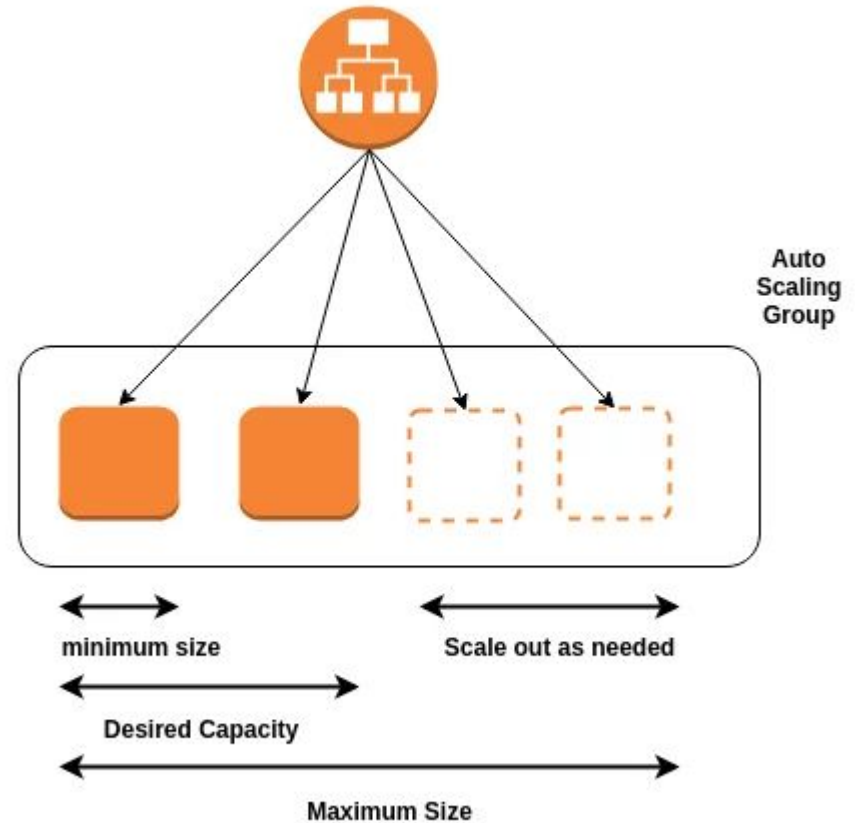 Auto
Scaling
Group
minimum size
Scale out as needed
Desired Capacity
Maximum Size